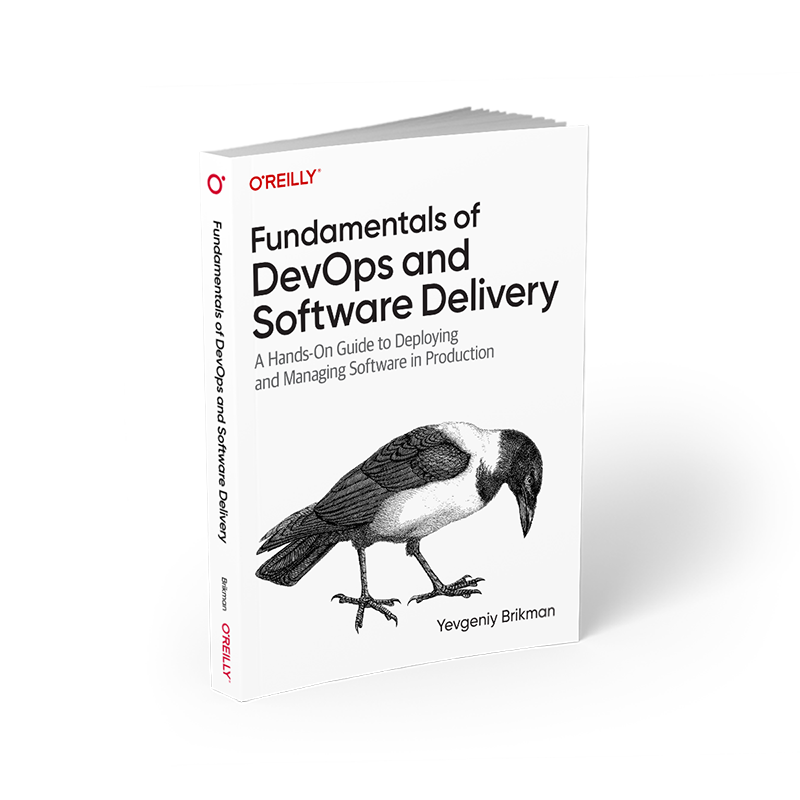 O'REILLY®
Fundamentals of
DevOps and
Software Delivery
A Hands-On Guide to Deploying
and Managing Software in Production
Yevgeniy Brikman
Fundamentals of DevOps and Software Delivery
Brikman
O'REILLY®